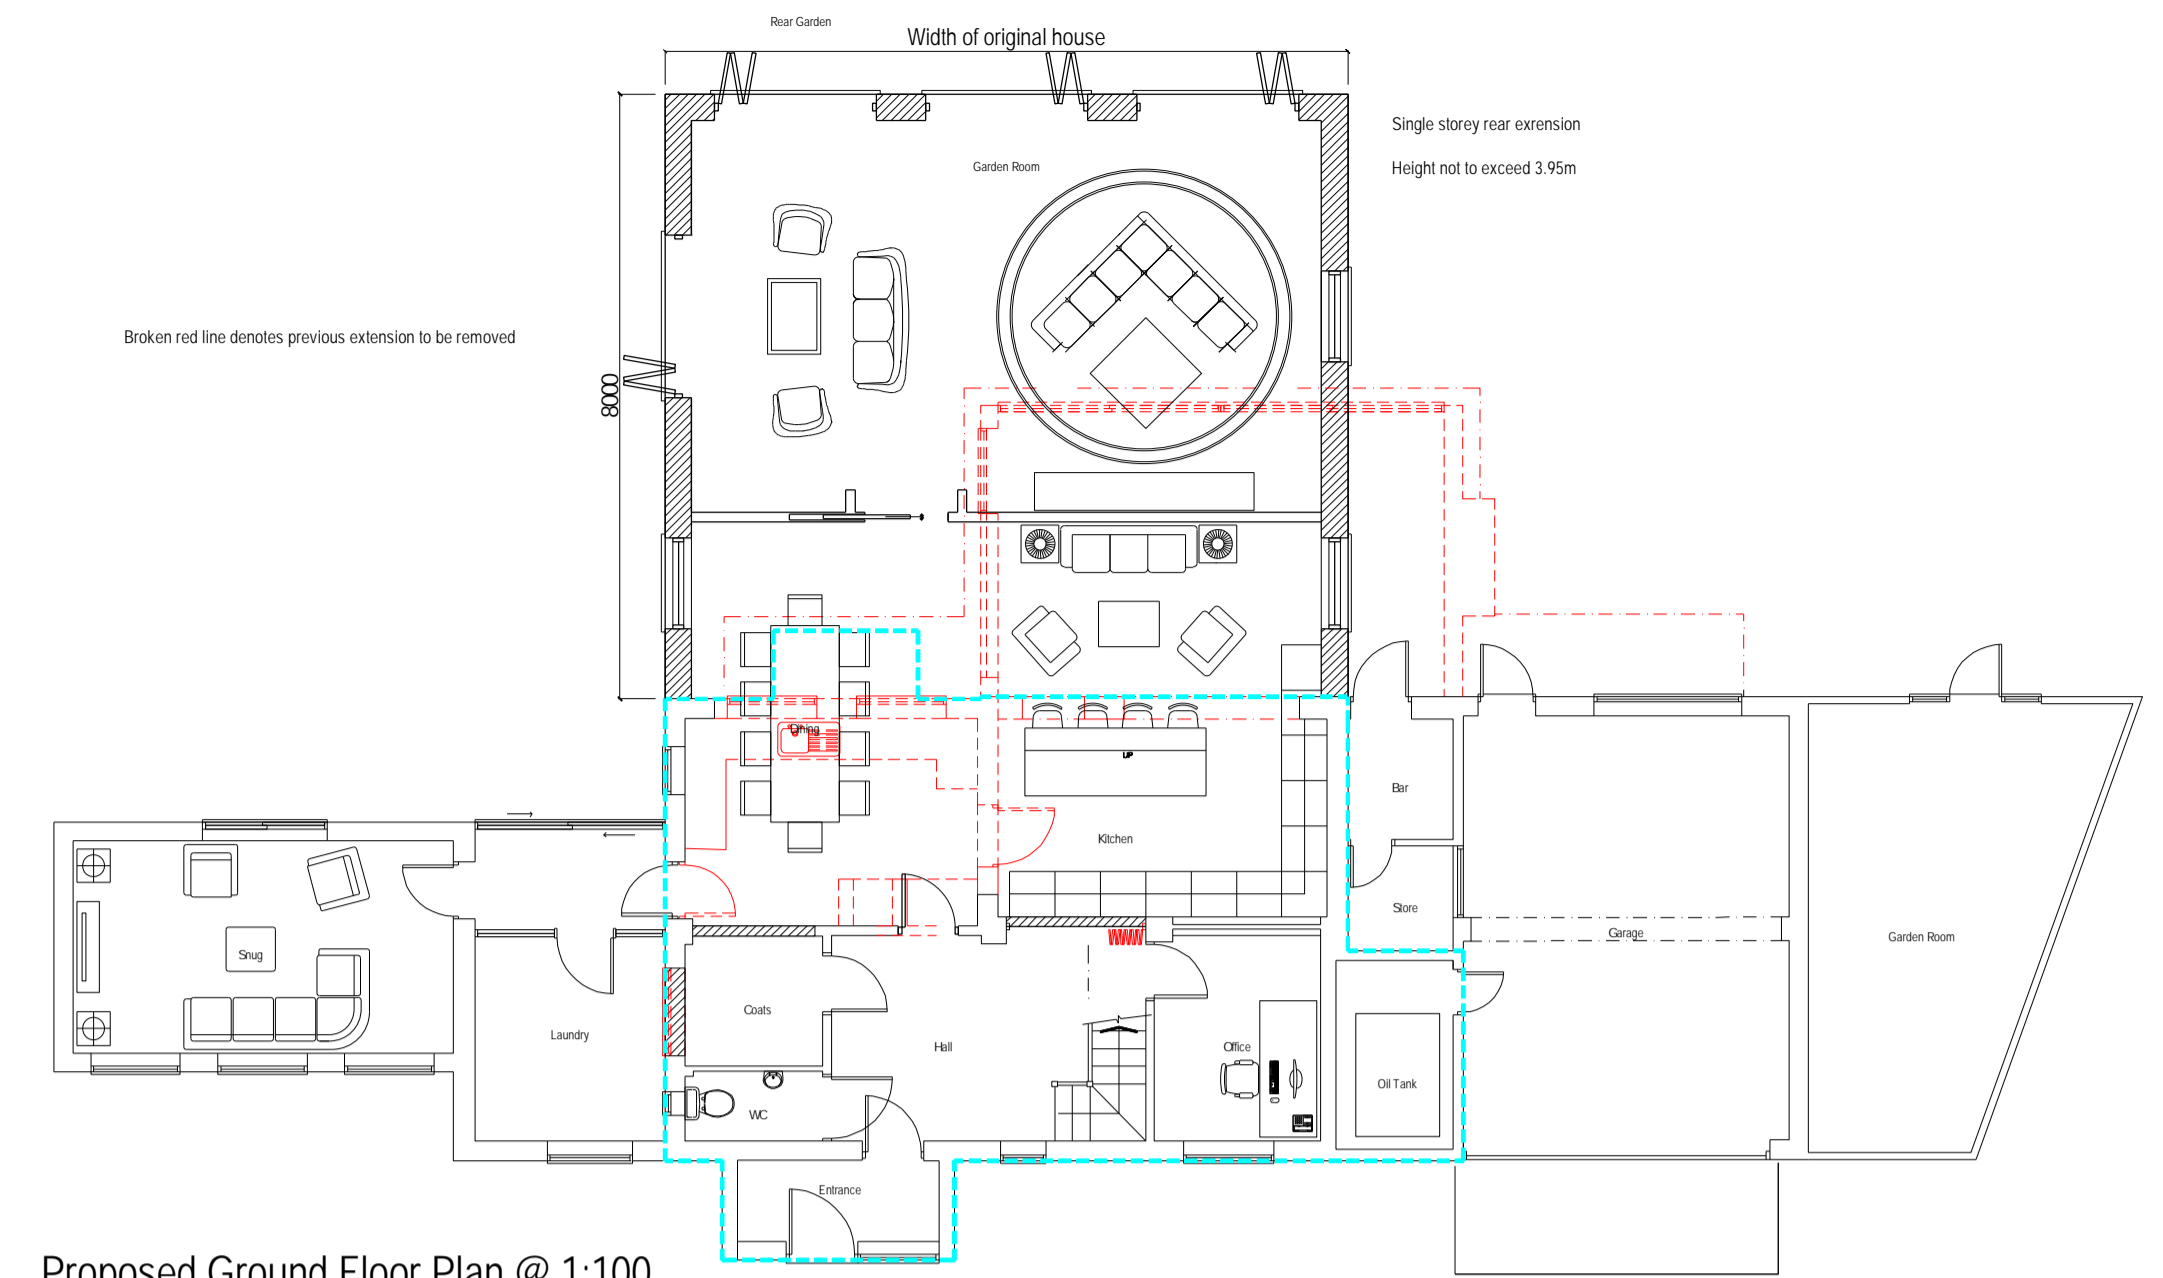 Rear Garden
Width of original house
Single storey rear exrension
Garden Room
Height not to exceed 3.95m
Broken red line denotes previous extension to be removed
8000
Dining
UP
Bar
Kitchen
Store
Garage
Garden Room
Snug
Coats
Laundry
Hall
Office
Oil Tank
WC
Entrance
Proposed Ground Floor Plan @ 1:100